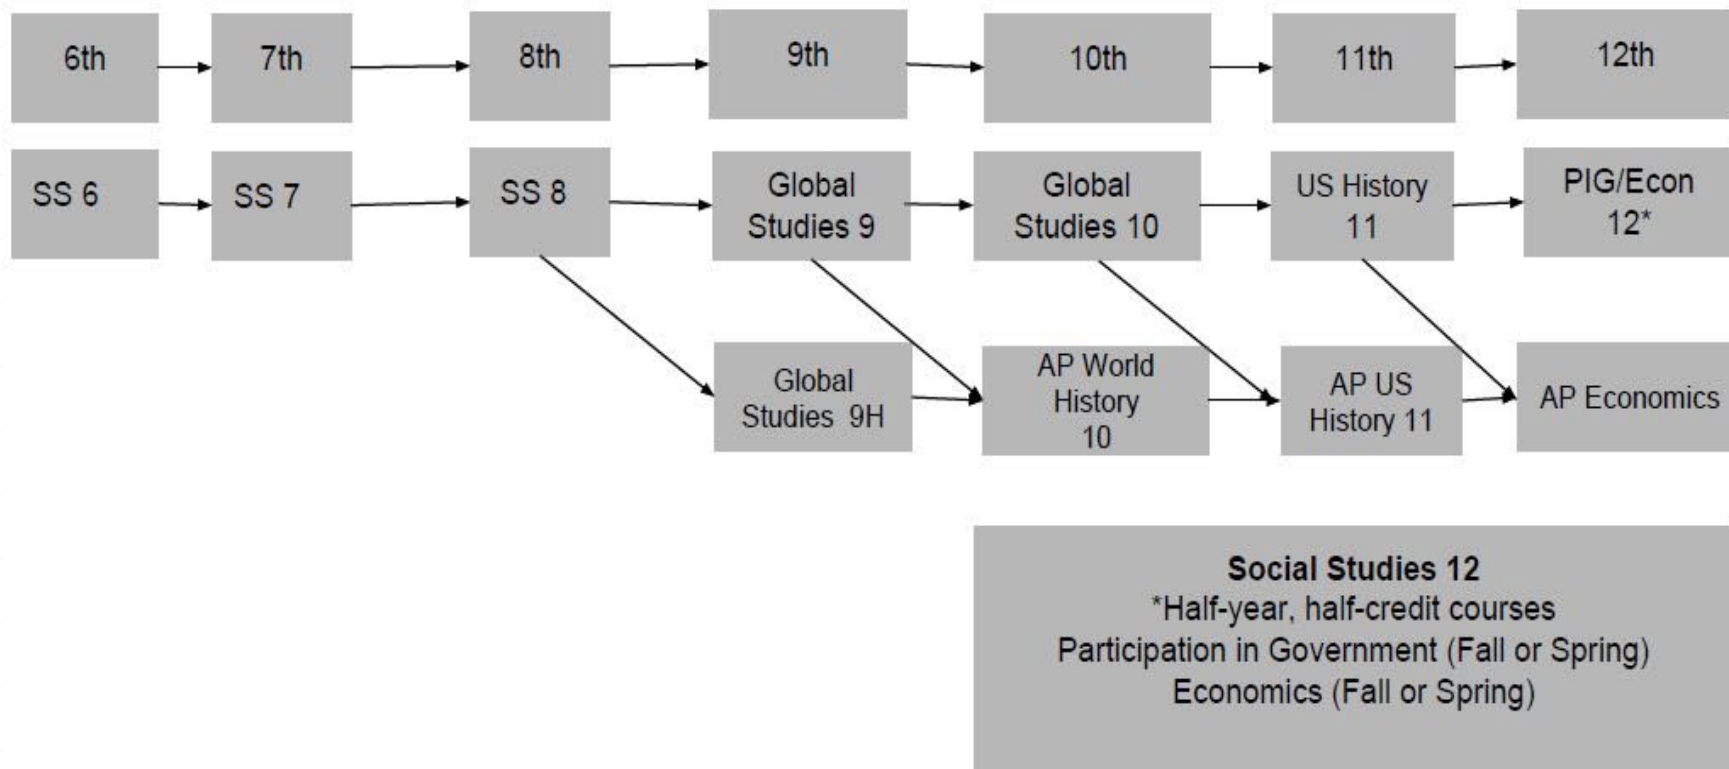 6th
7th
8th
9th
10th
11th
12th
SS 6
SS 7
SS 8
Global
Studies 9
Global
Studies 10
US History
11
PIG/Econ
12*
Global
Studies 9H
AP World
History
10
AP US
History 11
AP Economics
Social Studies 12
*Half-year, half-credit courses
Participation in Government (Fall or Spring)
Economics (Fall or Spring)